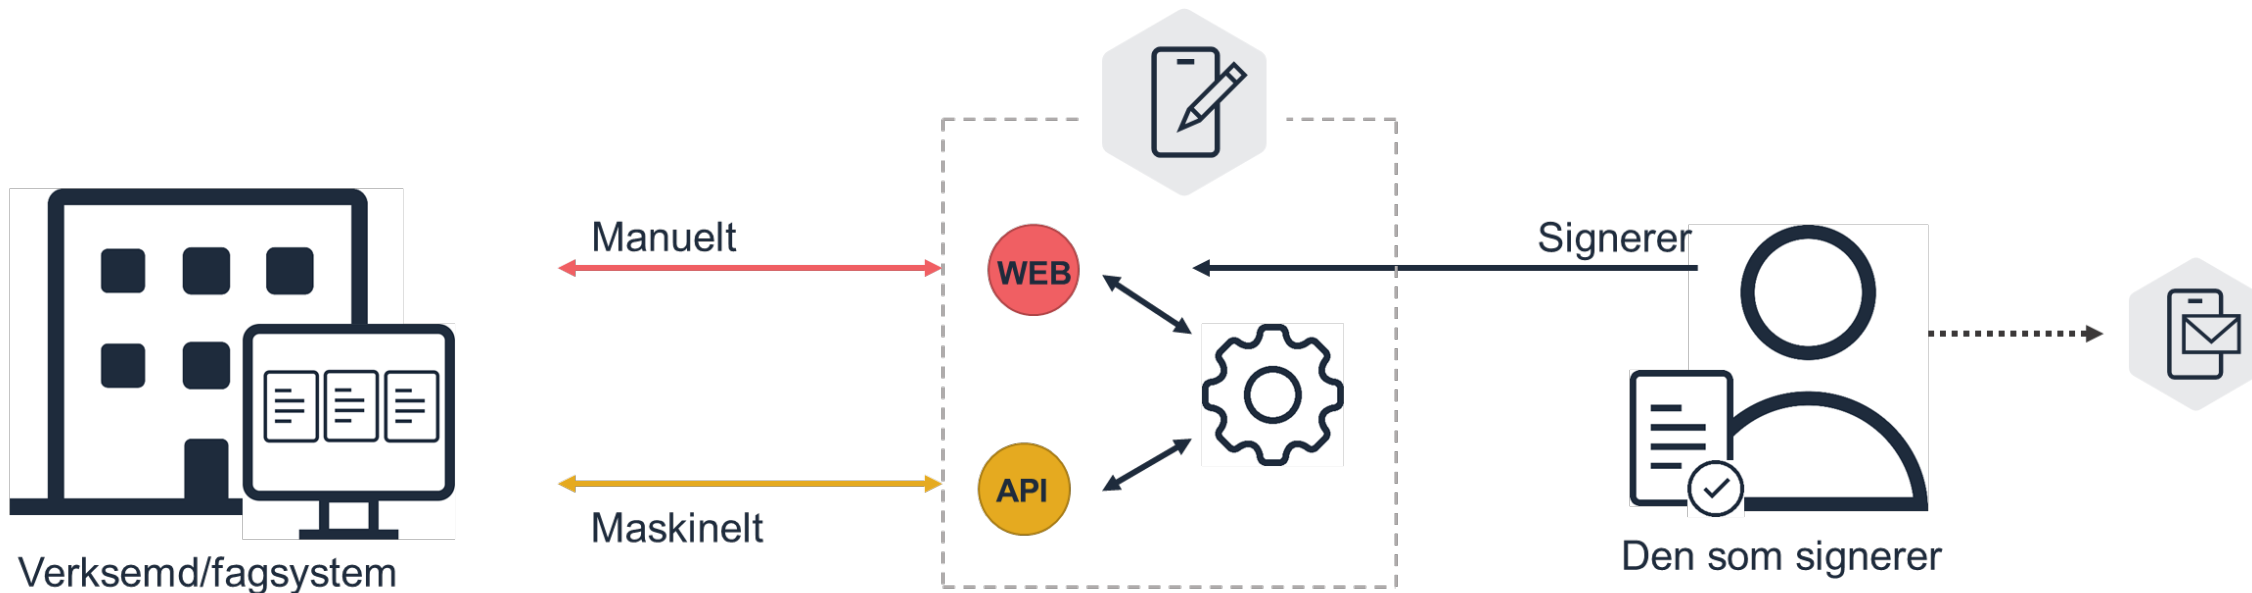 Manuelt
WEB
Signerer
API
Maskinelt
Verksemd/fagsystem
Den som signerer